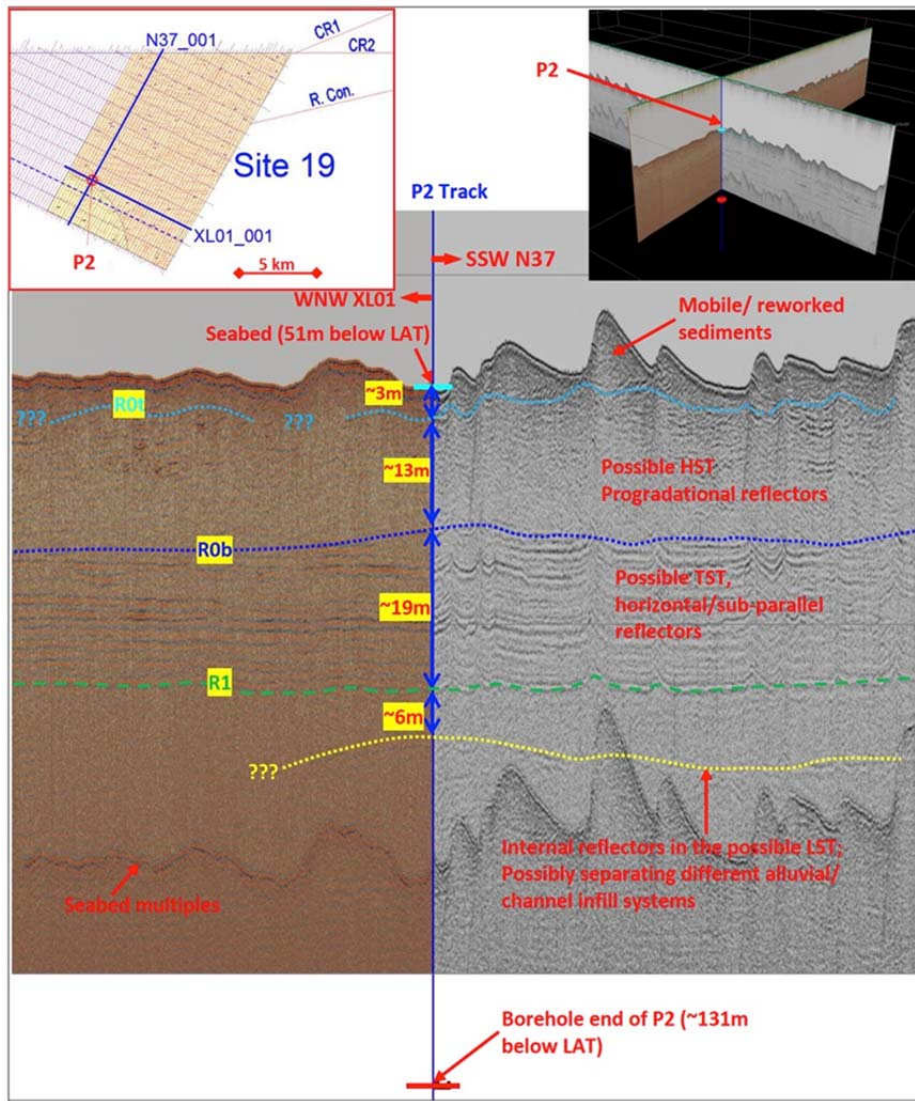 N37_001
CR1
CR2
R. Con.
Site 19
XL01_001
P2
5 km
P2
P2 Track
SSW N37
WNW XL01
Seabed (51m below LAT)
Mobile/ reworked
sediments
~3m
???
R0t
???
~13m
Possible HST
Progradational reflectors
R0b
Possible TST,
horizontal/sub-parallel
reflectors
~19m
R1
~6m
???
Internal reflectors in the possible LST;
Possibly separating different alluvial/
channel infill systems
Seabed multiples
Borehole end of P2 (~131m
below LAT)